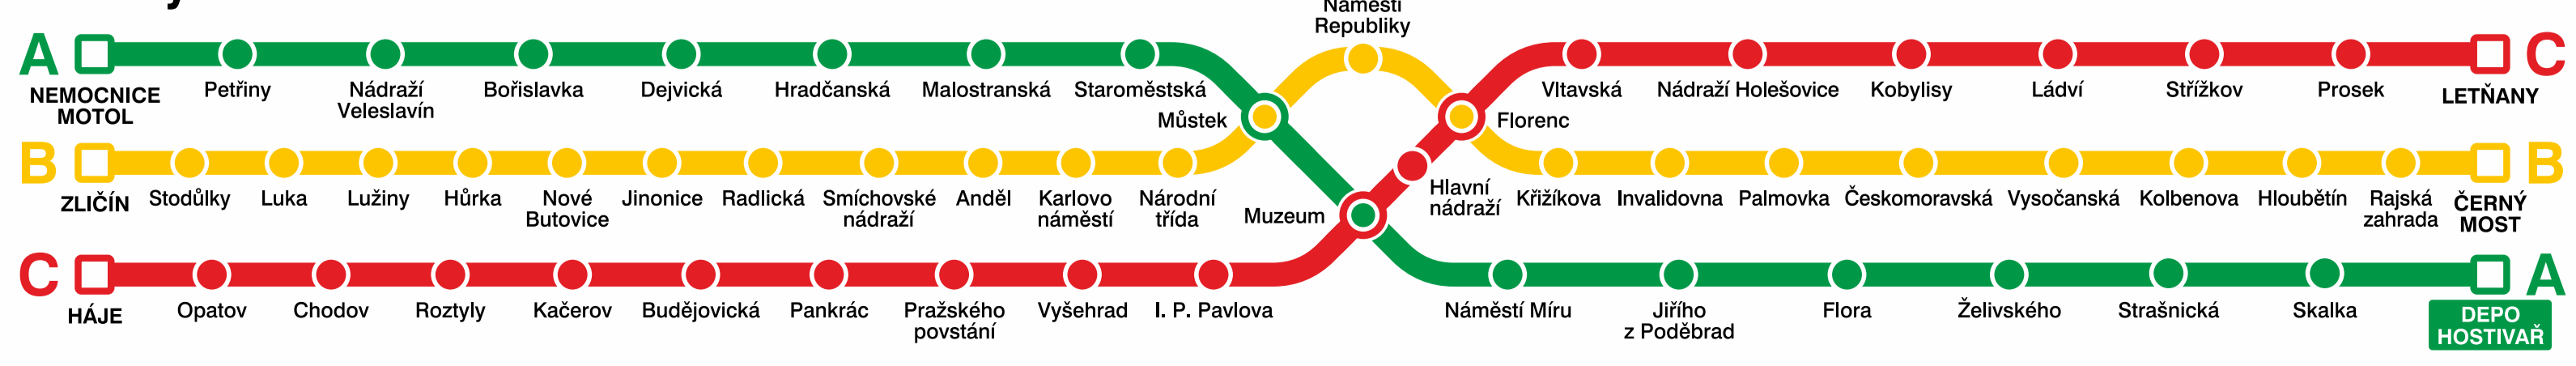 Náměstí
Republiky
A
C
NEMOCNICE
MOTOL
Petřiny
Nádraží
Veleslavín
Bořislavka
Dejvická
Hradčanská
Malostranská
Staroměstská
Můstek
Florenc
Vltavská
Nádraží Holešovice
Kobylisy
Ládví
Střížkov
Prosek
LETŇANY
B
B
ZLIČÍN
Stodůlky
Luka
Lužiny
Hůrka
Nové
Butovice
Jinonice
Radlická
Smíchovské
nádraží
Anděl
Karlovo
náměstí
Národní
třída
Muzeum
Hlavní
nádraží
Křižíkova
Invalidovna
Palmovka
Českomoravská
Vysočanská
Kolbenova
Hloubětín
Rajská
zahrada
ČERNÝ
MOST
C
A
HÁJE
Opatov
Chodov
Roztyly
Kačerov
Budějovická
Pankrác
Pražského
povstání
Vyšehrad
I. P. Pavlova
Náměstí Míru
Jiřího
z Poděbrad
Flora
Želivského
Strašnická
Skalka
DEPO
HOSTIVAŘ